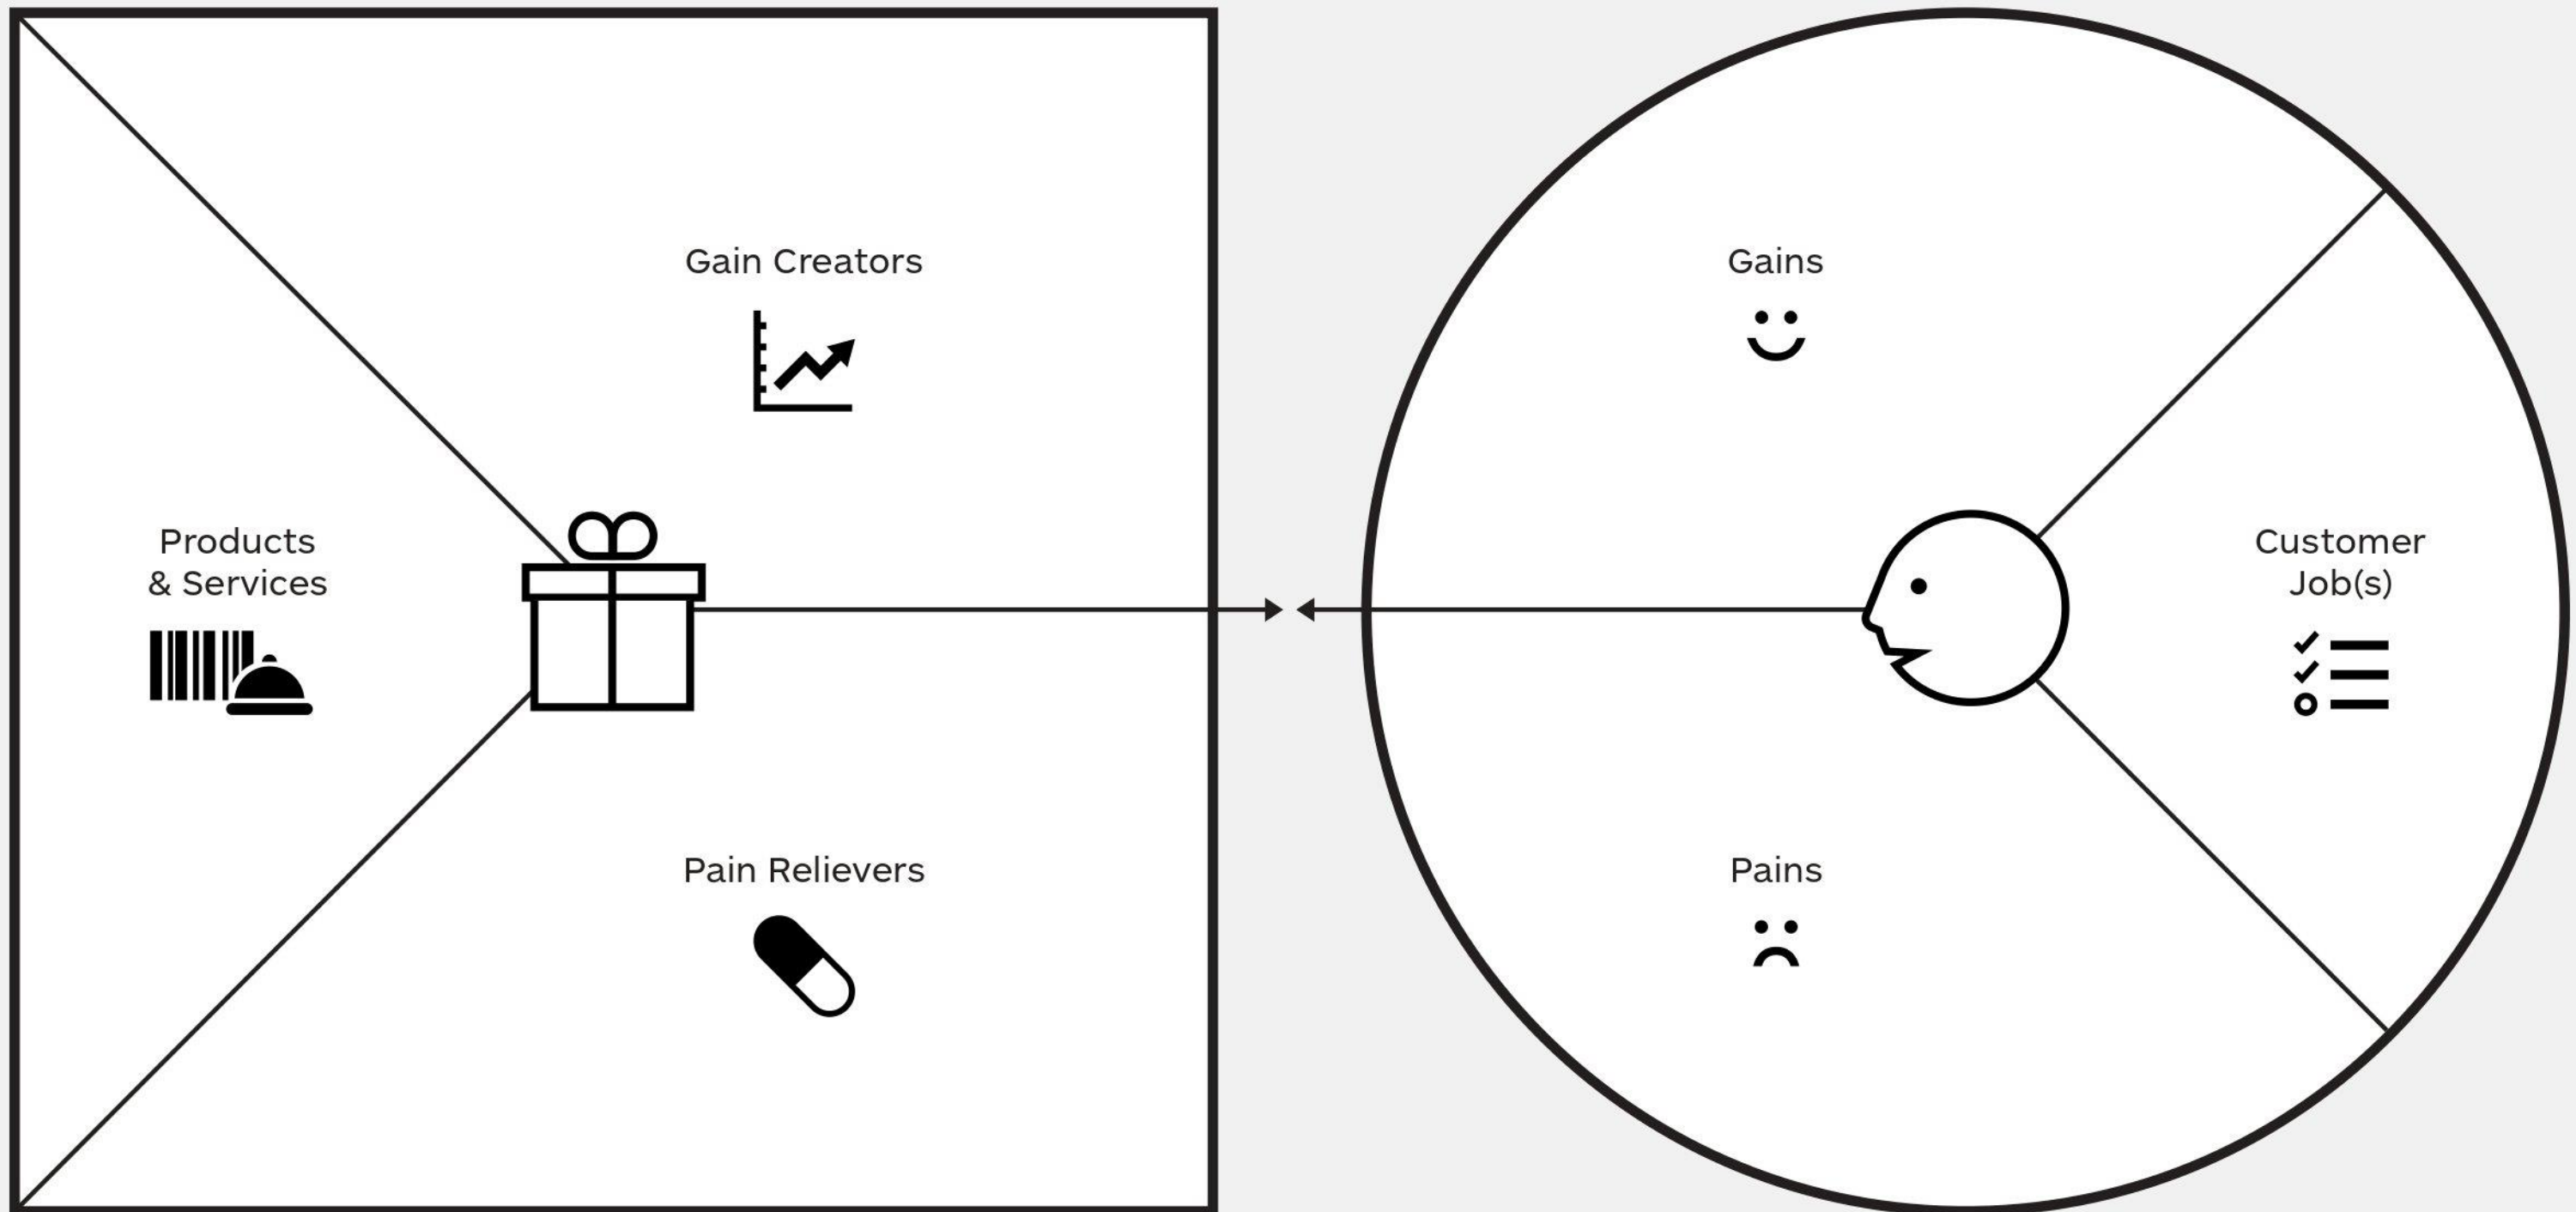 Gain Creators
Products
& Services
Pain Relievers
Gains
Customer
Job(s)
Pains